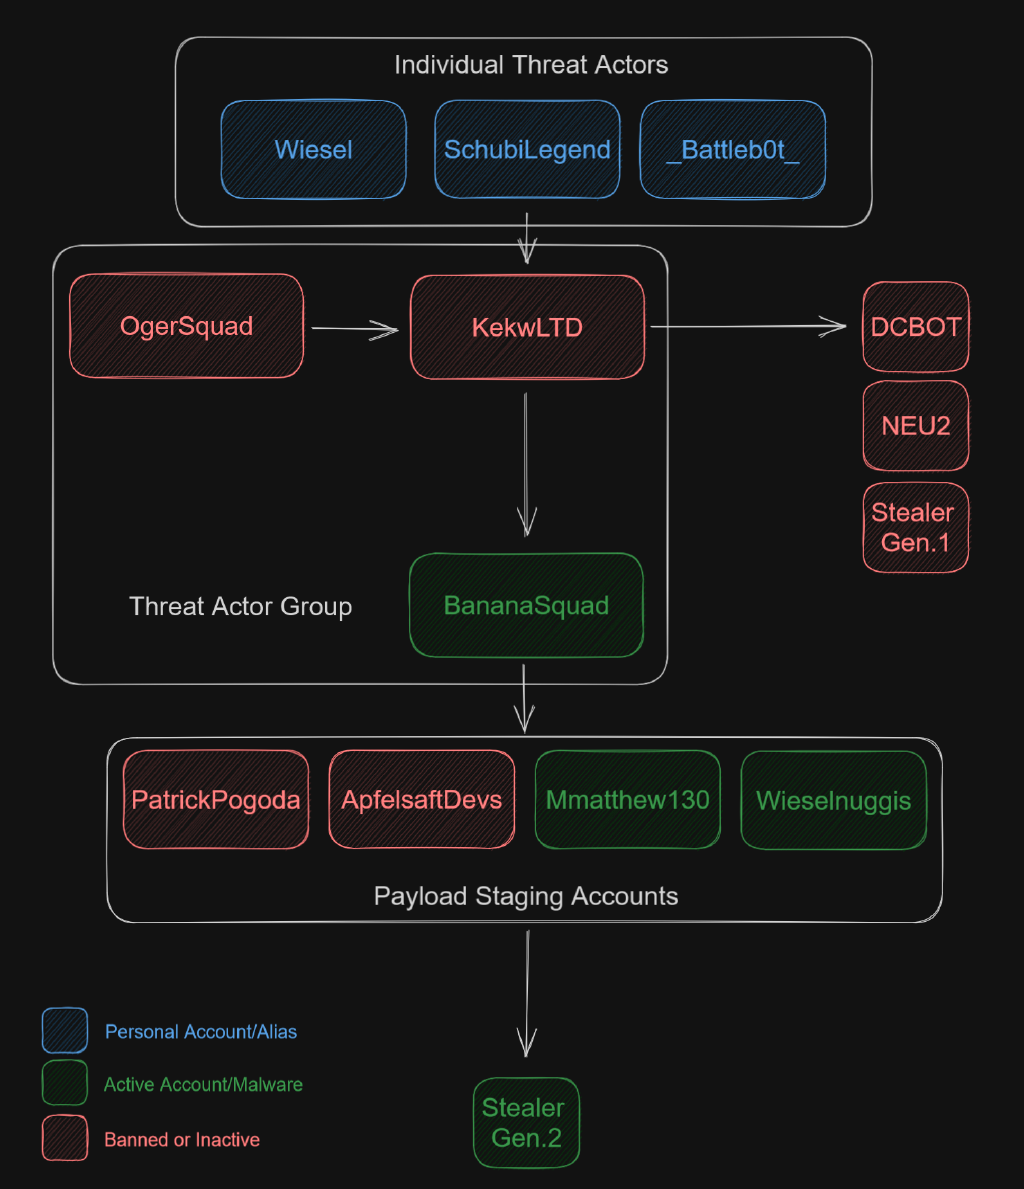 Individual Threat Actors
Wiesel
SchubiLegend
_Battleb0t_
OgerSquad
KekwLTD
DCBOT
NEU2
Stealer
Gen.1
Threat Actor Group
BananaSquad
PatrickPogoda
ApfelsaftDevs
Mmatthew130
Wieselnuggis
Payload Staging Accounts
Personal Account/Alias
Active Account/Malware
Banned or Inactive
Stealer
Gen.2